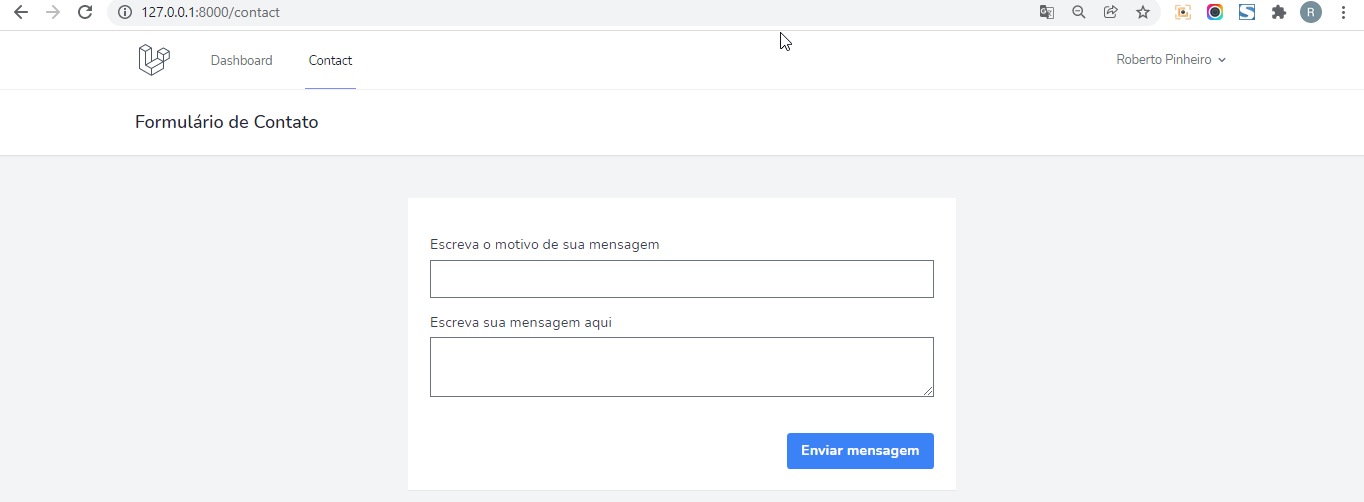 127.0.0.1:8000/contact
R
Dashboard
Contact
Roberto Pinheiro
Formulário de Contato
Escreva o motivo de sua mensagem
Escreva sua mensagem aqui
Enviar mensagem